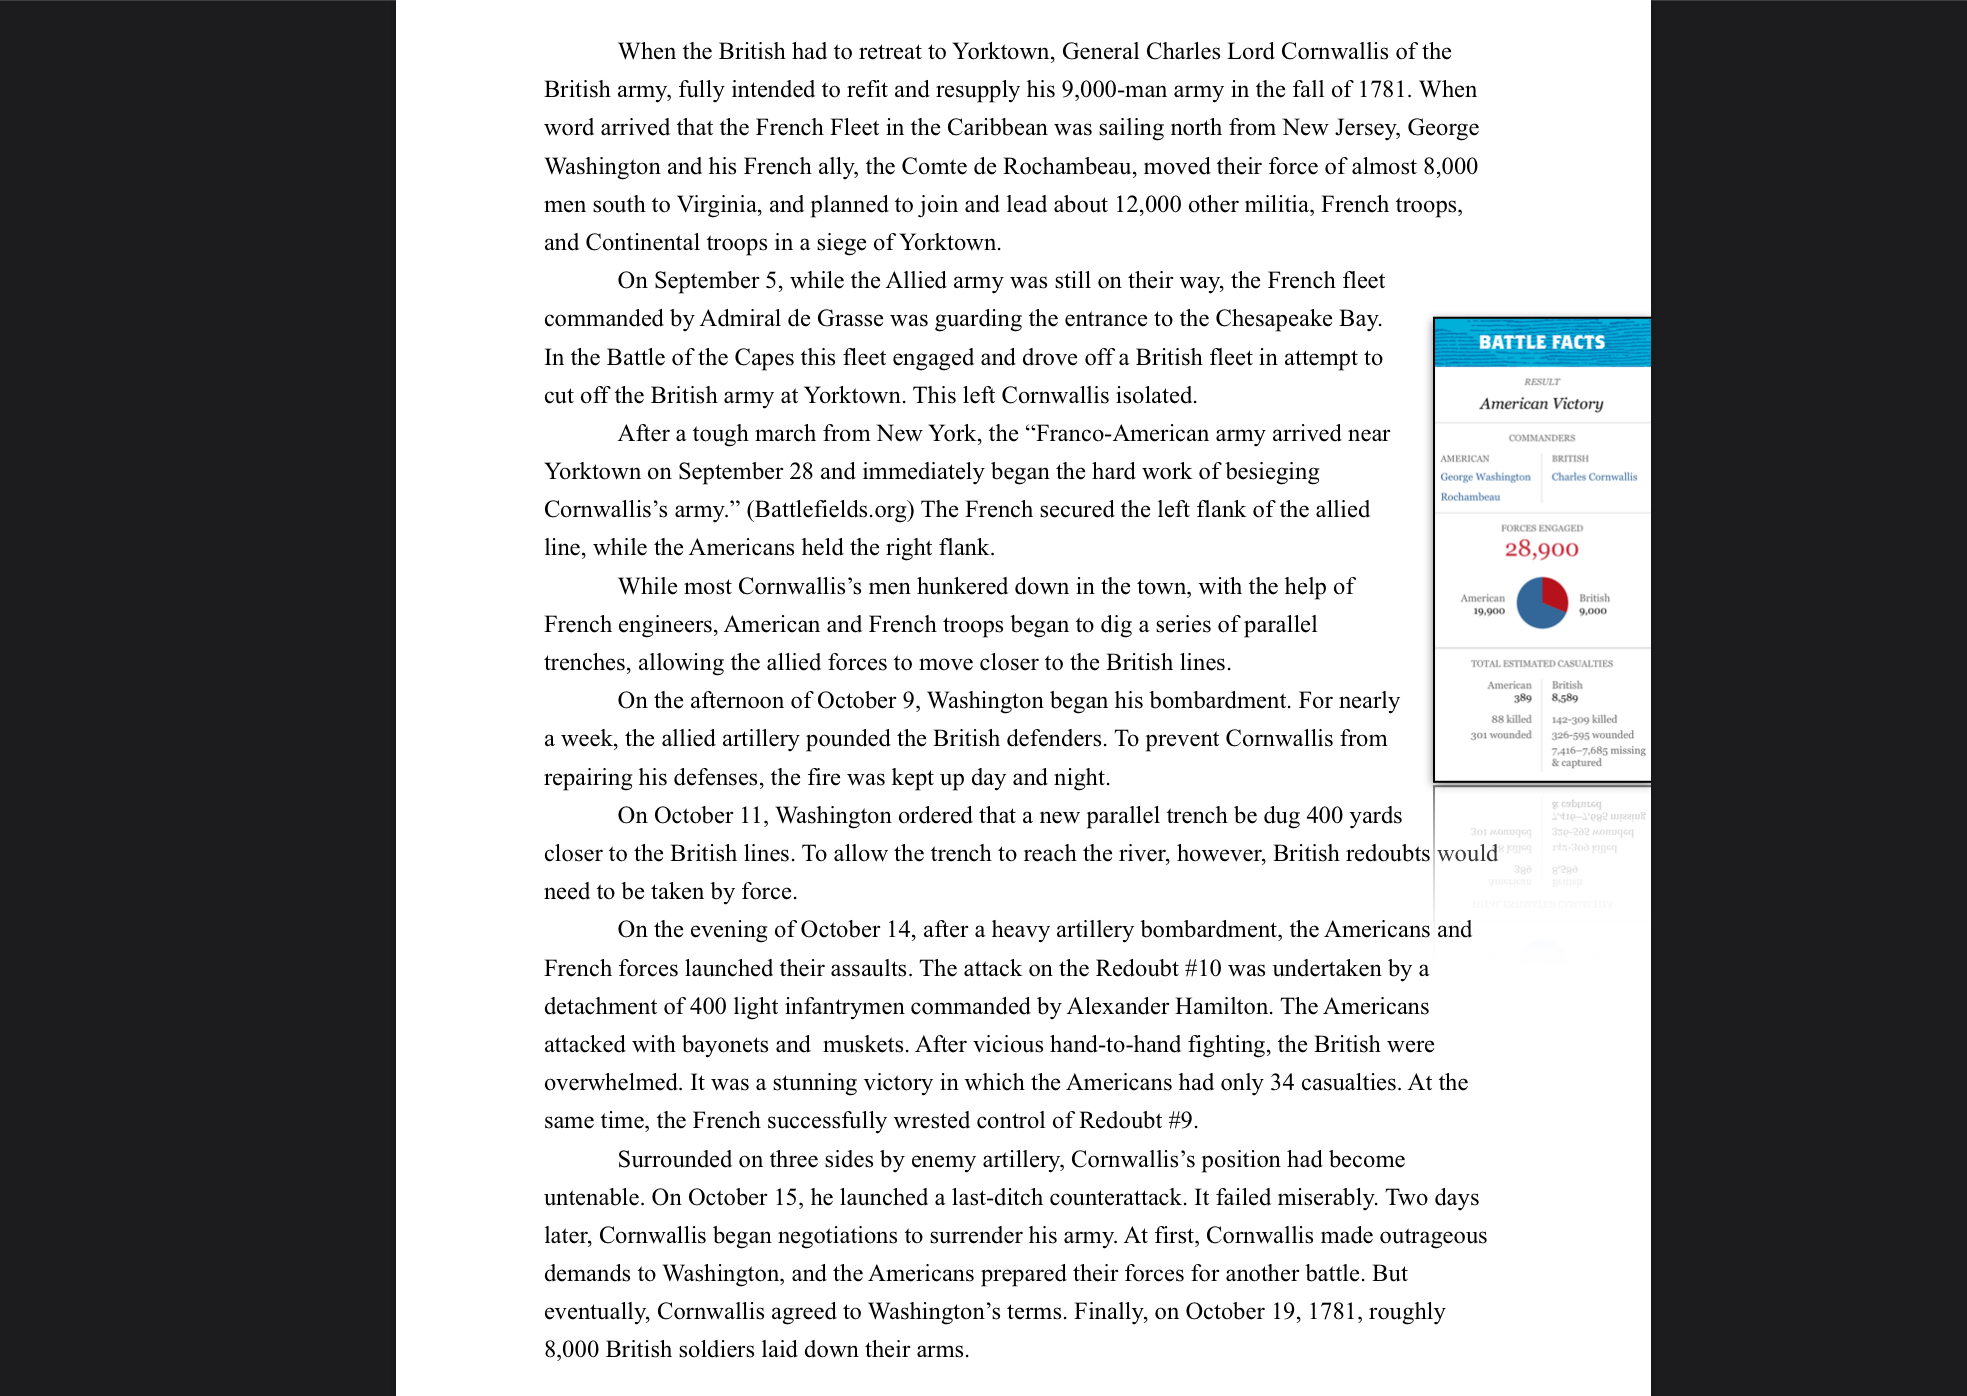 When the British had to retreat to Yorktown, General Charles Lord Cornwallis of the
British army, fully intended to refit and resupply his 9,000-man army in the fall of 1781. When
word arrived that the French Fleet in the Caribbean was sailing north from New Jersey, George
Washington and his French ally, the Comte de Rochambeau, moved their force of almost 8,000
men south to Virginia, and planned to join and lead about 12,000 other militia, French troops,
and Continental troops in a siege of Yorktown.
On September 5, while the Allied army was still on their way, the French fleet
commanded by Admiral de Grasse was guarding the entrance to the Chesapeake Bay.
In the Battle of the Capes this fleet engaged and drove off a British fleet in attempt to
cut off the British army at Yorktown. This left Cornwallis isolated.
After a tough march from New York, the “Franco-American army arrived near
Yorktown on September 28 and immediately began the hard work of besieging
Cornwallis’s army.” (Battlefields.org) The French secured the left flank of the allied
line, while the Americans held the right flank.
While most Cornwallis’s men hunkered down in the town, with the help of
French engineers, American and French troops began to dig a series of parallel
trenches, allowing the allied forces to move closer to the British lines.
On the afternoon of October 9, Washington began his bombardment. For nearly
a week, the allied artillery pounded the British defenders. To prevent Cornwallis from
repairing his defenses, the fire was kept up day and night.
On October 11, Washington ordered that a new parallel trench be dug 400 yards
closer to the British lines. To allow the trench to reach the river, however, British redoubts would
need to be taken by force.
On the evening of October 14, after a heavy artillery bombardment, the Americans and
French forces launched their assaults. The attack on the Redoubt #10 was undertaken by a
detachment of 400 light infantrymen commanded by Alexander Hamilton. The Americans
attacked with bayonets and  muskets. After vicious hand-to-hand fighting, the British were
overwhelmed. It was a stunning victory in which the Americans had only 34 casualties. At the
same time, the French successfully wrested control of Redoubt #9.
Surrounded on three sides by enemy artillery, Cornwallis’s position had become
untenable. On October 15, he launched a last-ditch counterattack. It failed miserably. Two days
later, Cornwallis began negotiations to surrender his army. At first, Cornwallis made outrageous
demands to Washington, and the Americans prepared their forces for another battle. But
eventually, Cornwallis agreed to Washington’s terms. Finally, on October 19, 1781, roughly
8,000 British soldiers laid down their arms.
BATTLE FACTS
RESULT
American Victory
COMMANDERS
AMERICAN BRITISH
George Washington Charles Cornwallis
Rochambeau
FORCES ENGAGED
28,900
American British
19,900 9,000
TOTAL ESTIMATED CASUALTIES
American British
389 8,589
88 killed 142-309 killed
301 wounded 326-595 wounded
7,416–7,685 missing
& captured